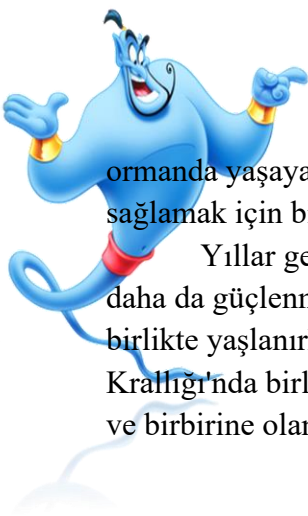 ormanda yaşaya
sağlamak için b
Yıllar ge
daha da güçlenm
birlikte yaşlanır
Krallığı'nda birl
ve birbirine olan